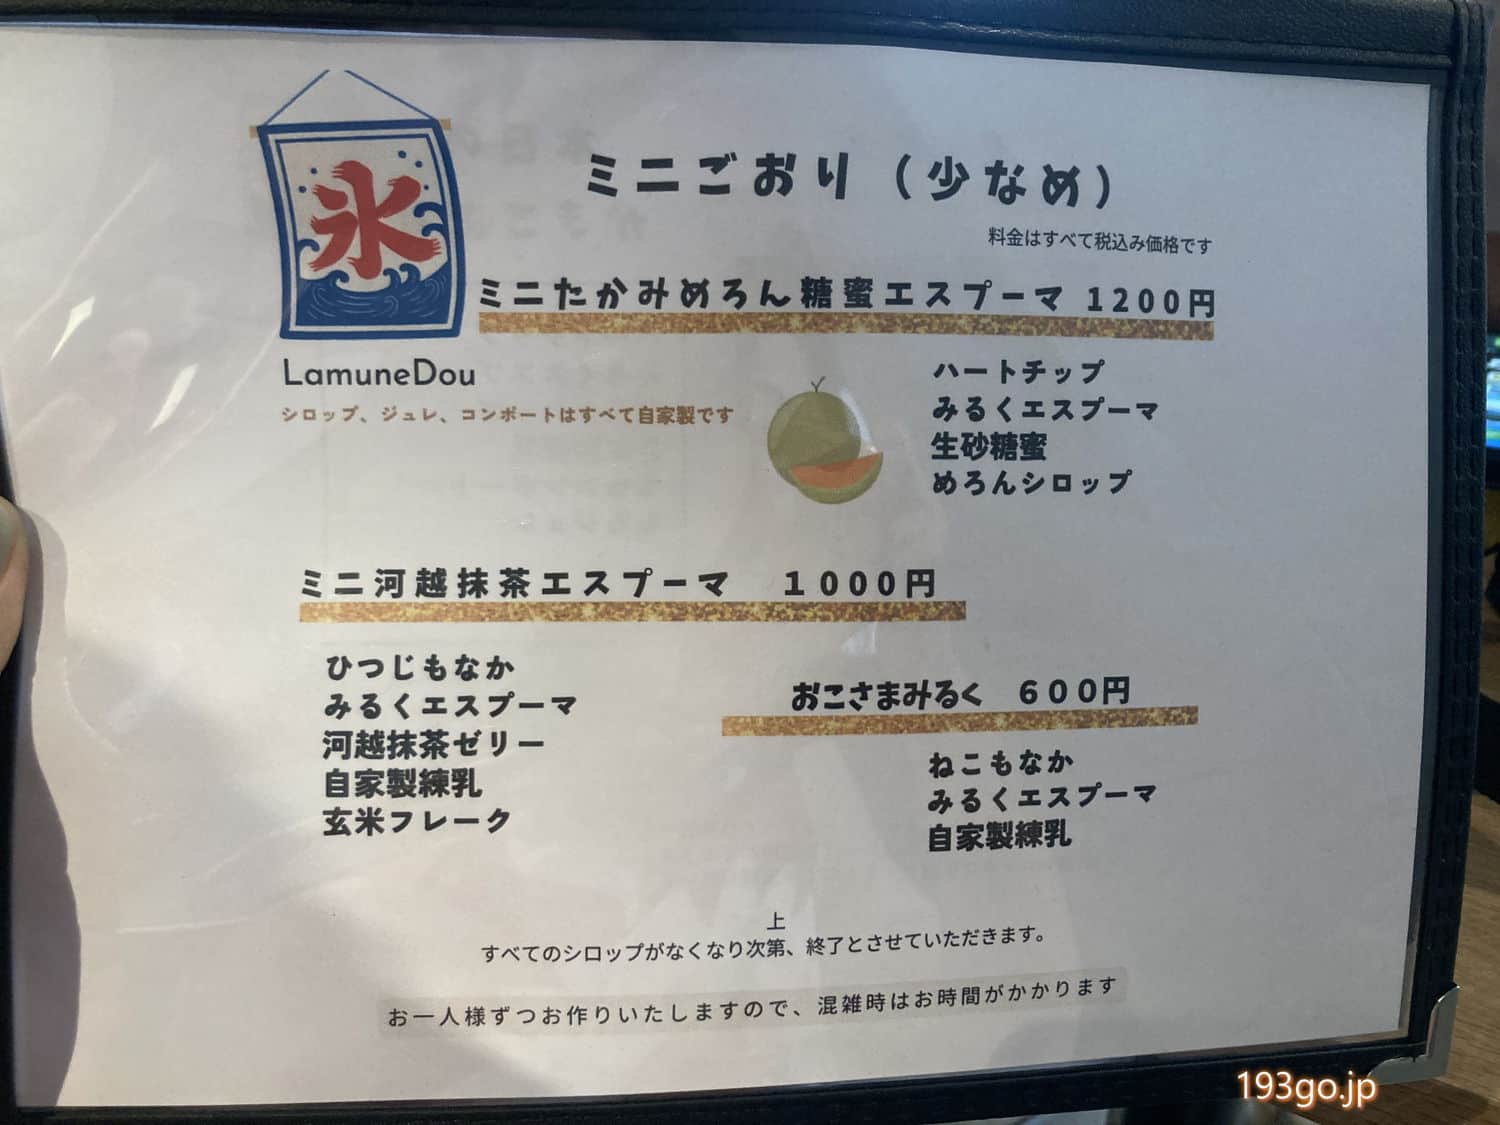 氷
ミニごおり（少なめ）
料金はすべて税込み価格です
ミニたかみめろん糖蜜エスプーマ 1200円
LamuneDou
シロップ、ジュレ、コンポートはすべて自家製です
ハートチップ
みるくエスプーマ
生砂糖蜜
めろんシロップ
ミニ河越抹茶エスプーマ 1000円
ひつじもなか
みるくエスプーマ
河越抹茶ゼリー
自家製練乳
玄米フレーク
おこさまみるく 600円
ねこもなか
みるくエスプーマ
自家製練乳
上
すべてのシロップがなくなり次第、終了とさせていただきます。
お一人様ずつお作りいたしますので、混雑時はお時間がかかります
193go.jp